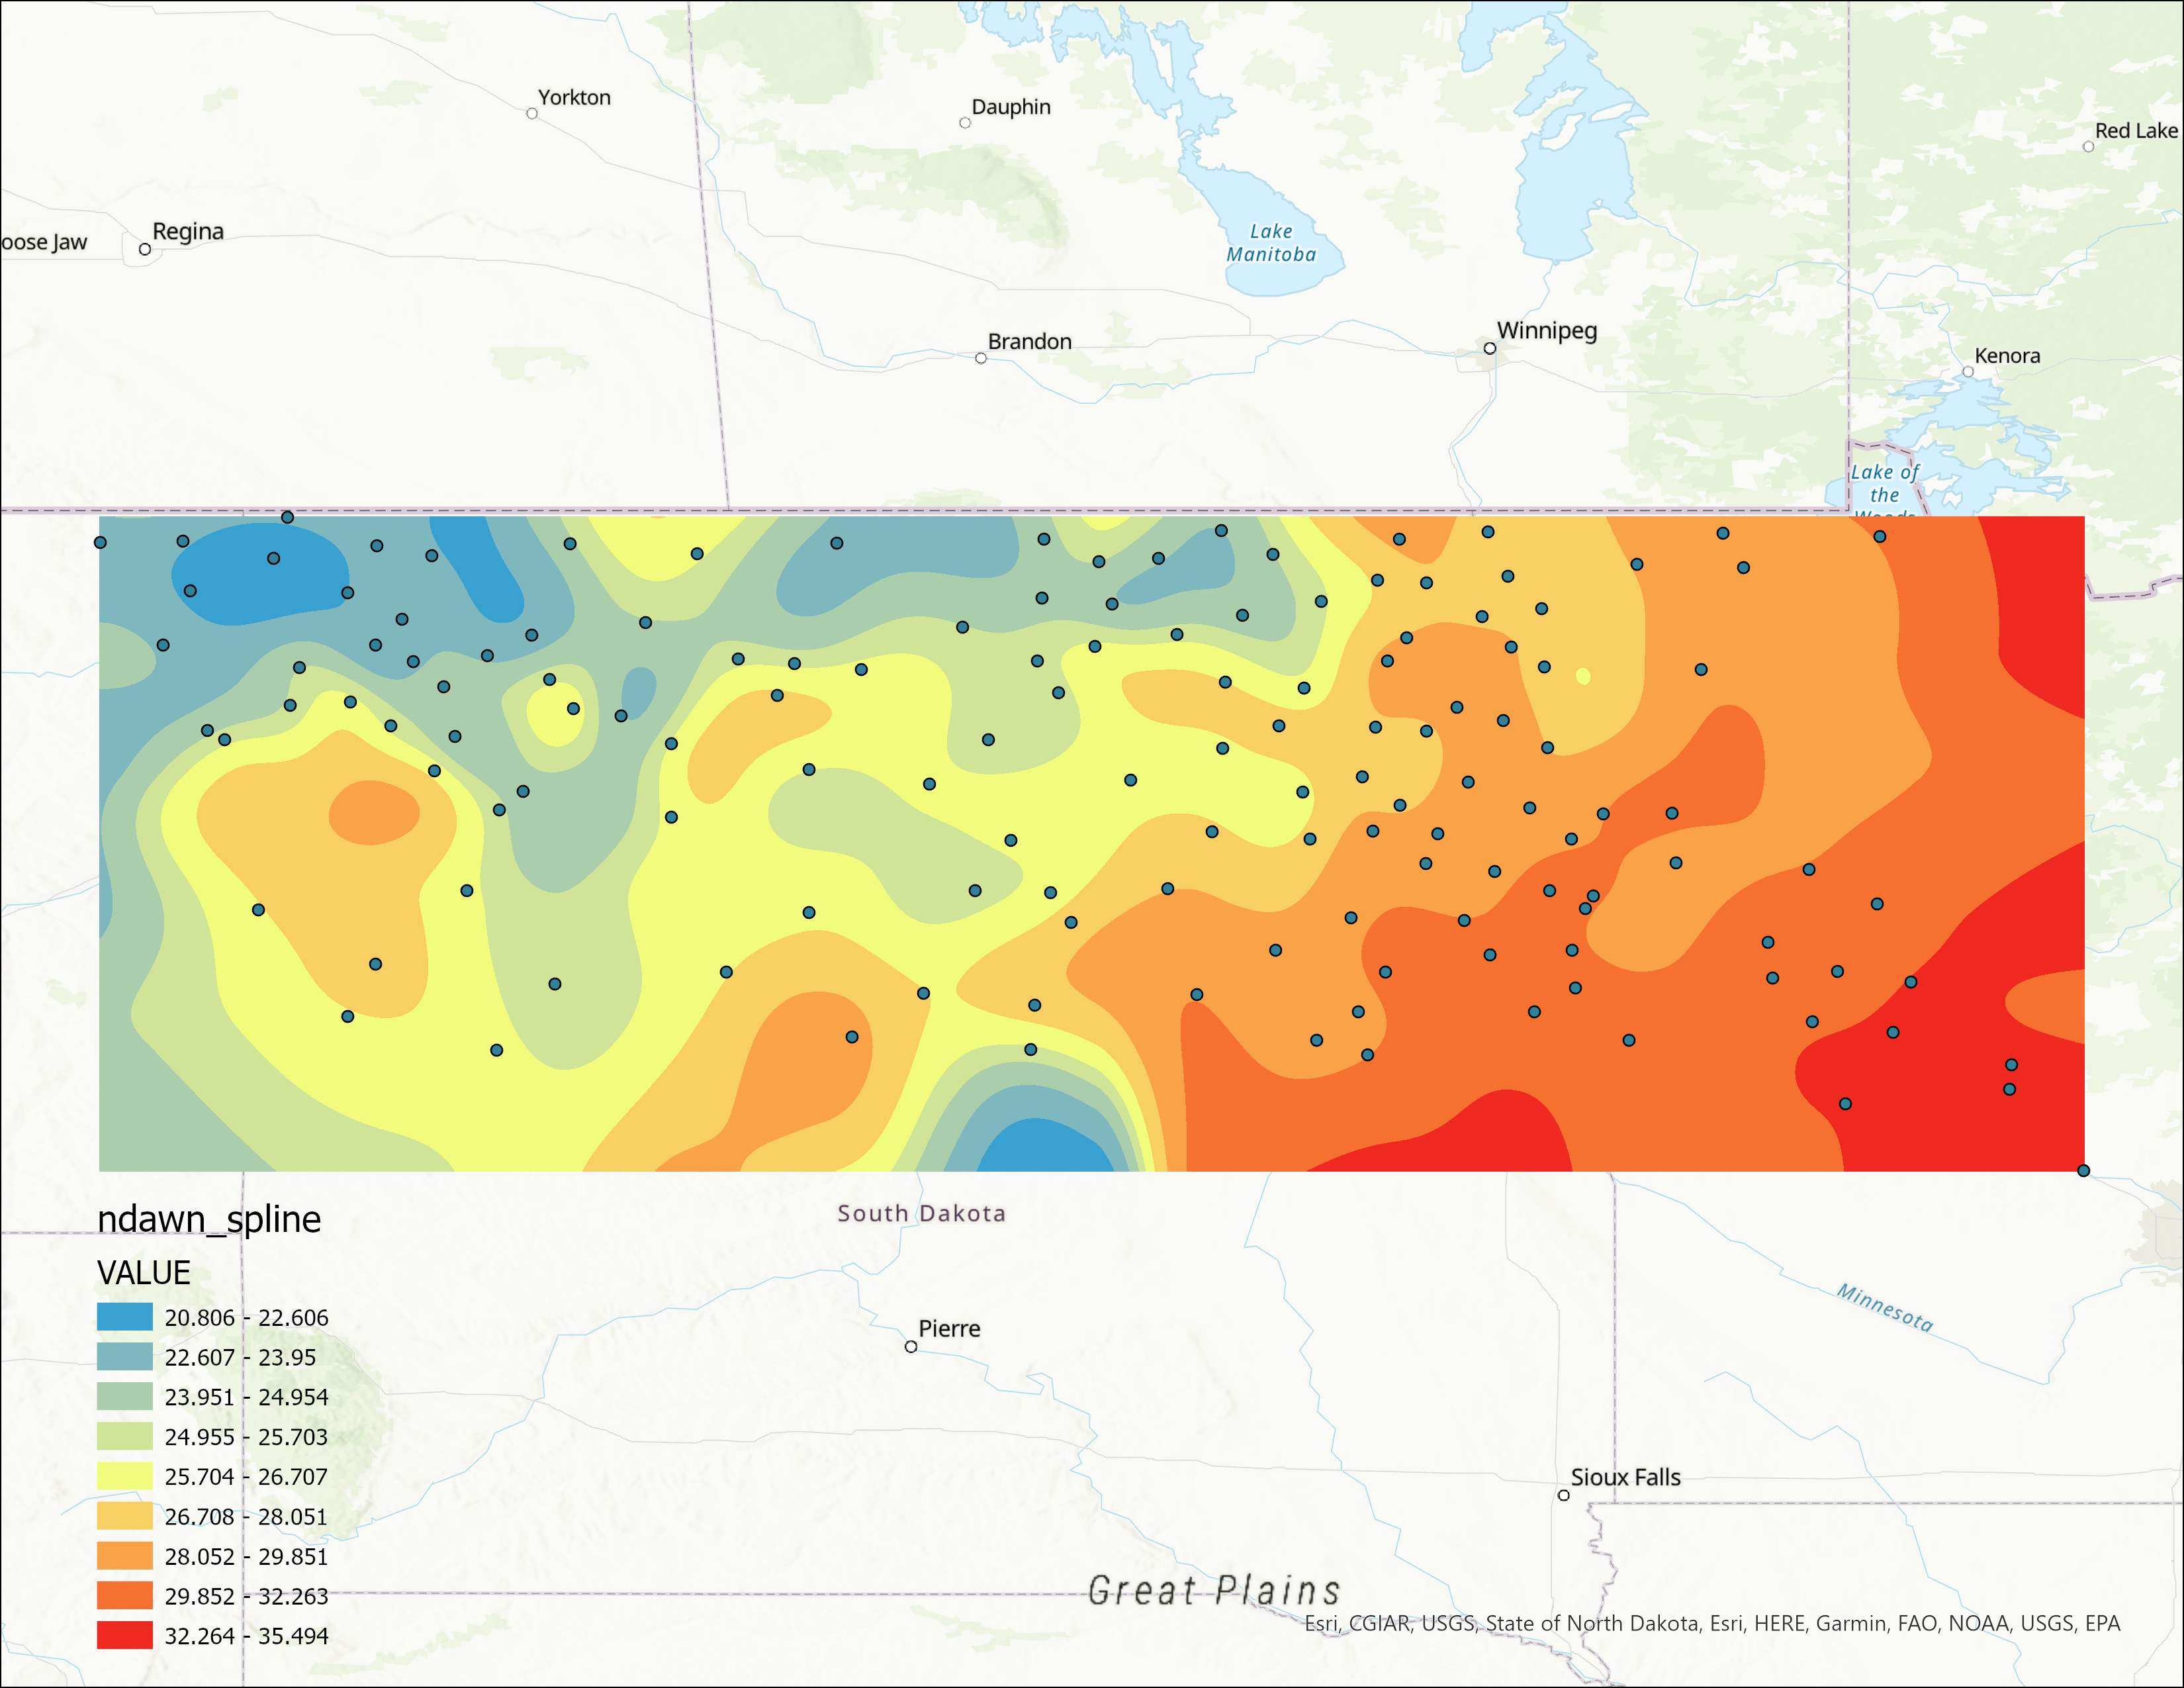 Yorkton
Dauphin
Red Lake
Regina
oose Jaw
Lake
Manitoba
Winnipeg
Brandon
Kenora
Lake of
the
Woods
South Dakota
ndawn_spline
VALUE
20.806 - 22.606
22.607 - 23.95
23.951 - 24.954
24.955 - 25.703
25.704 - 26.707
26.708 - 28.051
28.052 - 29.851
29.852 - 32.263
32.264 - 35.494
Minnesota
Pierre
Sioux Falls
Great Plains
Esri, CGIAR, USGS, State of North Dakota, Esri, HERE, Garmin, FAO, NOAA, USGS, EPA